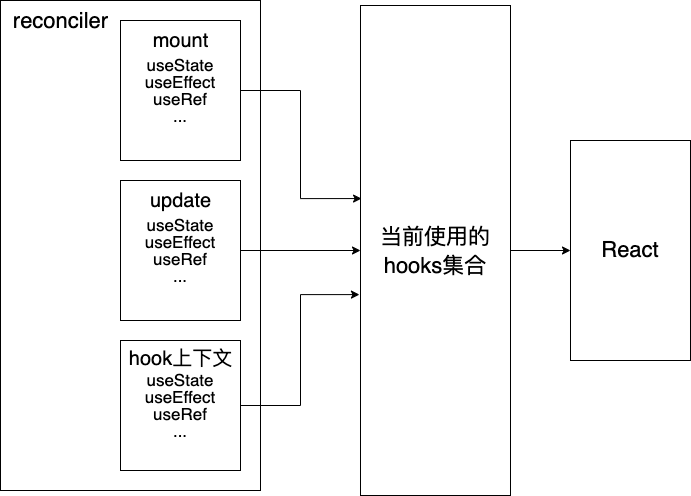 reconciler
mount
useState
useEffect
useRef
...
update
useState
useEffect
useRef
...
hook上下文
useState
useEffect
useRef
...
当前使用的
hooks集合
React